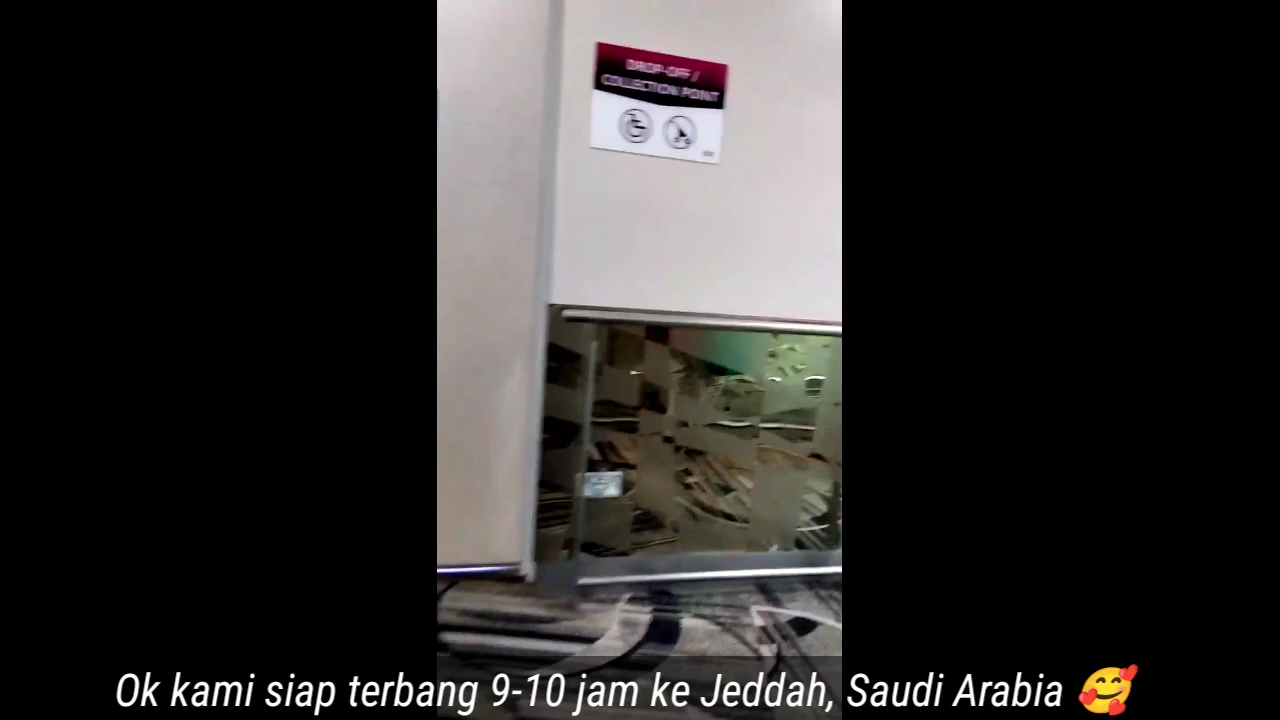 DROP-OFF /
COLLECTION POINT
Ok kami siap terbang 9-10 jam ke Jeddah, Saudi Arabia 🥰